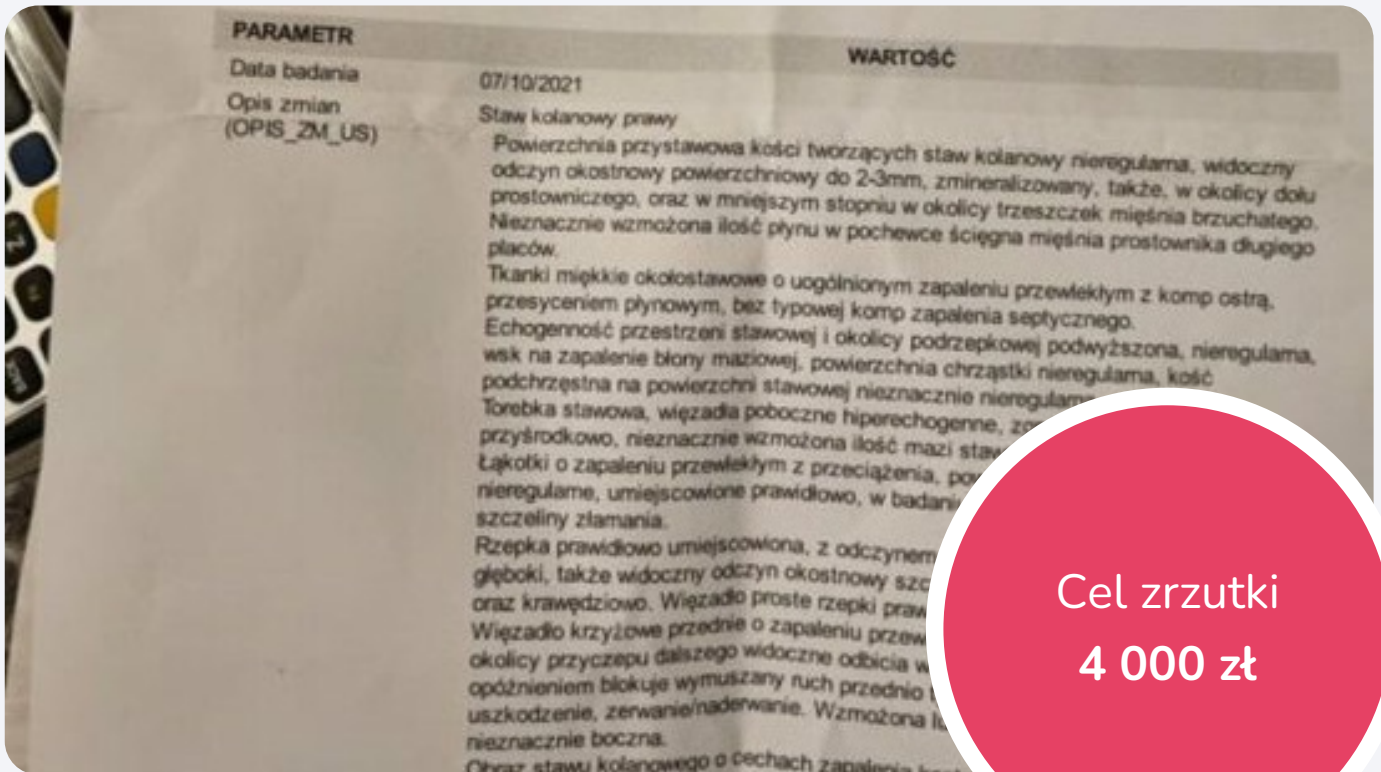 PARAMETR
WARTOŚĆ
Data badania
07/10/2021
Opis zmian
(OPIS_ZM_US)
Staw kolanowy prawy
Powierzchnia przystawowa kości tworzących staw kolanowy nieregularna, widoczny
odczyn okostnowy powierzchniowy do 2-3mm, zmineralizowany, także, w okolicy dołu
prostowniczego, oraz w mniejszym stopniu w okolicy trzeszczek mięśnia brzuchatego.
Nieznacznie wzmożona ilość płynu w pochewce ścięgna mięśnia prostownika długiego
placów.
Tkanki miękkie okołostawowe o uogólnionym zapaleniu przewlekłym z komp ostrą,
przesyceniem płynowym, bez typowej komp zapalenia septycznego.
Echogenność przestrzeni stawowej i okolicy podrzepkowej podwyższona, nieregularna,
wsk na zapalenie błony maziowej, powierzchnia chrząstki nieregularna, kość
podchrzęstna na powierzchni stawowej nieznacznie nieregularna
Torebka stawowa, więzadła poboczne hiperechogenne,
przyśrodkowo, nieznacznie wzmożona ilość mazi
Łąkotki o zapaleniu przewlekłym z przeciążenia,
nieregularne, umiejscowione prawidłowo, w
szczeliny złamania.
Rzepka prawidłowo umiejscowiona, z odczynem
głęboki, także widoczny odczyn okostnowy
oraz krawędziowo. Więzadło proste rzepki
Więzadło krzyżowe przednie o zapaleniu
okolicy przyczepu dalszego widoczne odbicia
opóźnieniem blokuje wymuszany ruch przednio
uszkodzenie, zerwanie/naderwanie. Wzmożona
nieznacznie boczna.
Obraz stawu kolanowego o cechach zapalenia
Cel zrzutki
4 000 zł